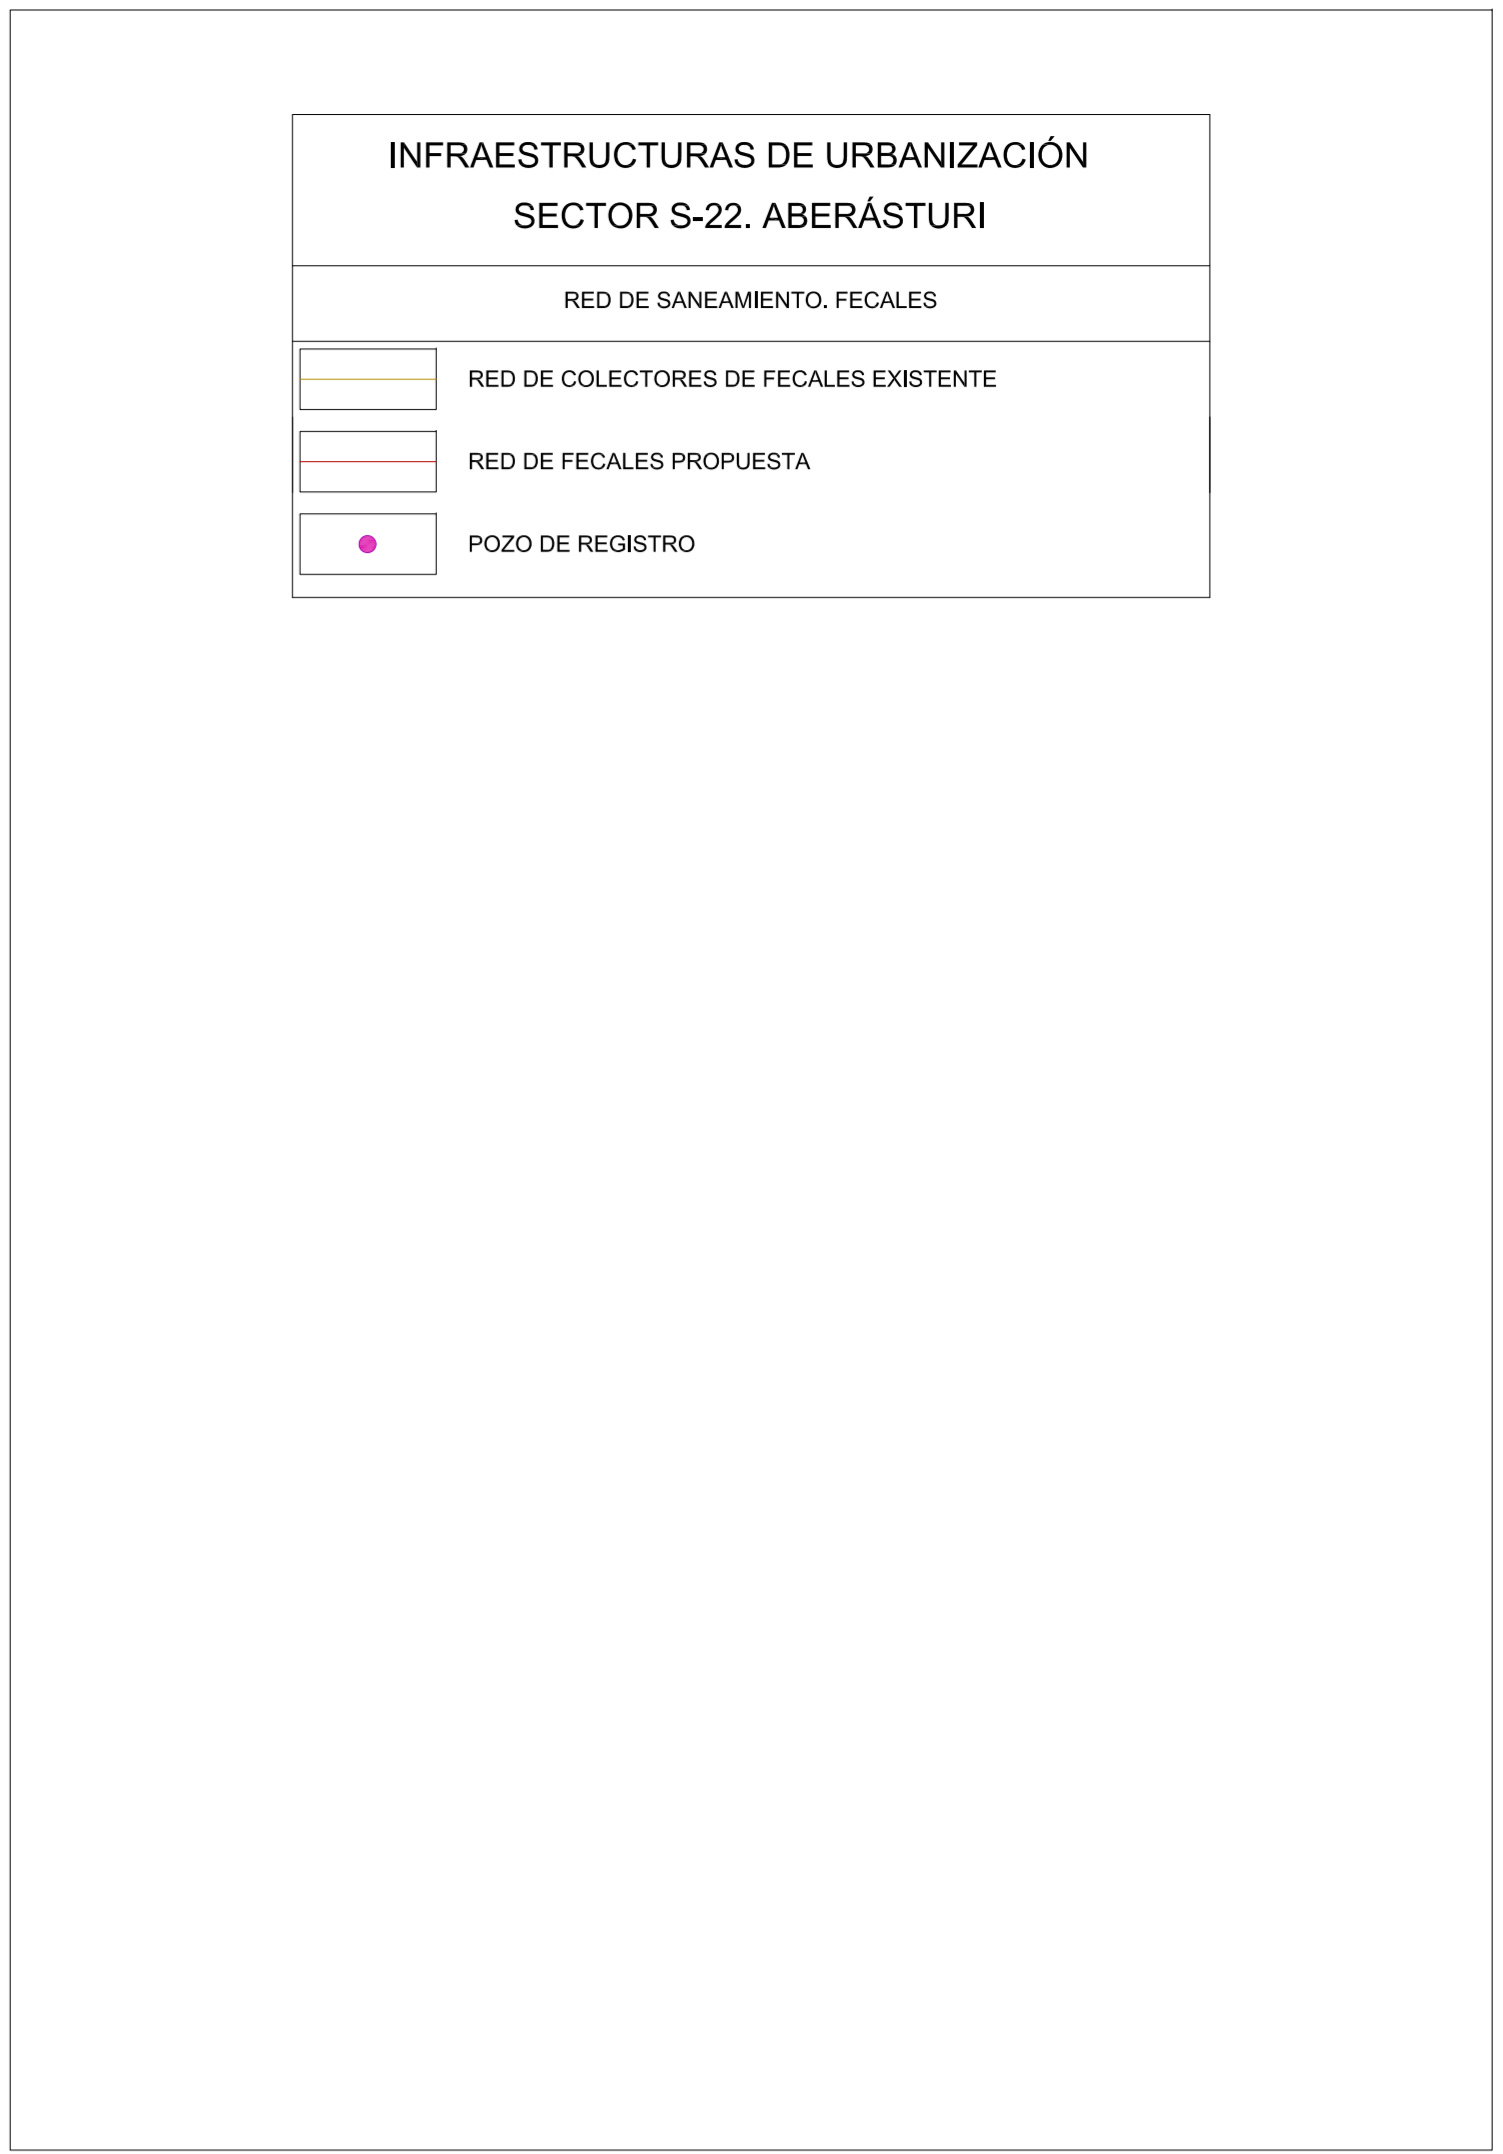 INFRAESTRUCTURAS DE URBANIZACIÓN
SECTOR S-22. ABERÁSTURI
RED DE SANEAMIENTO. FECALES
RED DE COLECTORES DE FECALES EXISTENTE
RED DE FECALES PROPUESTA
POZO DE REGISTRO